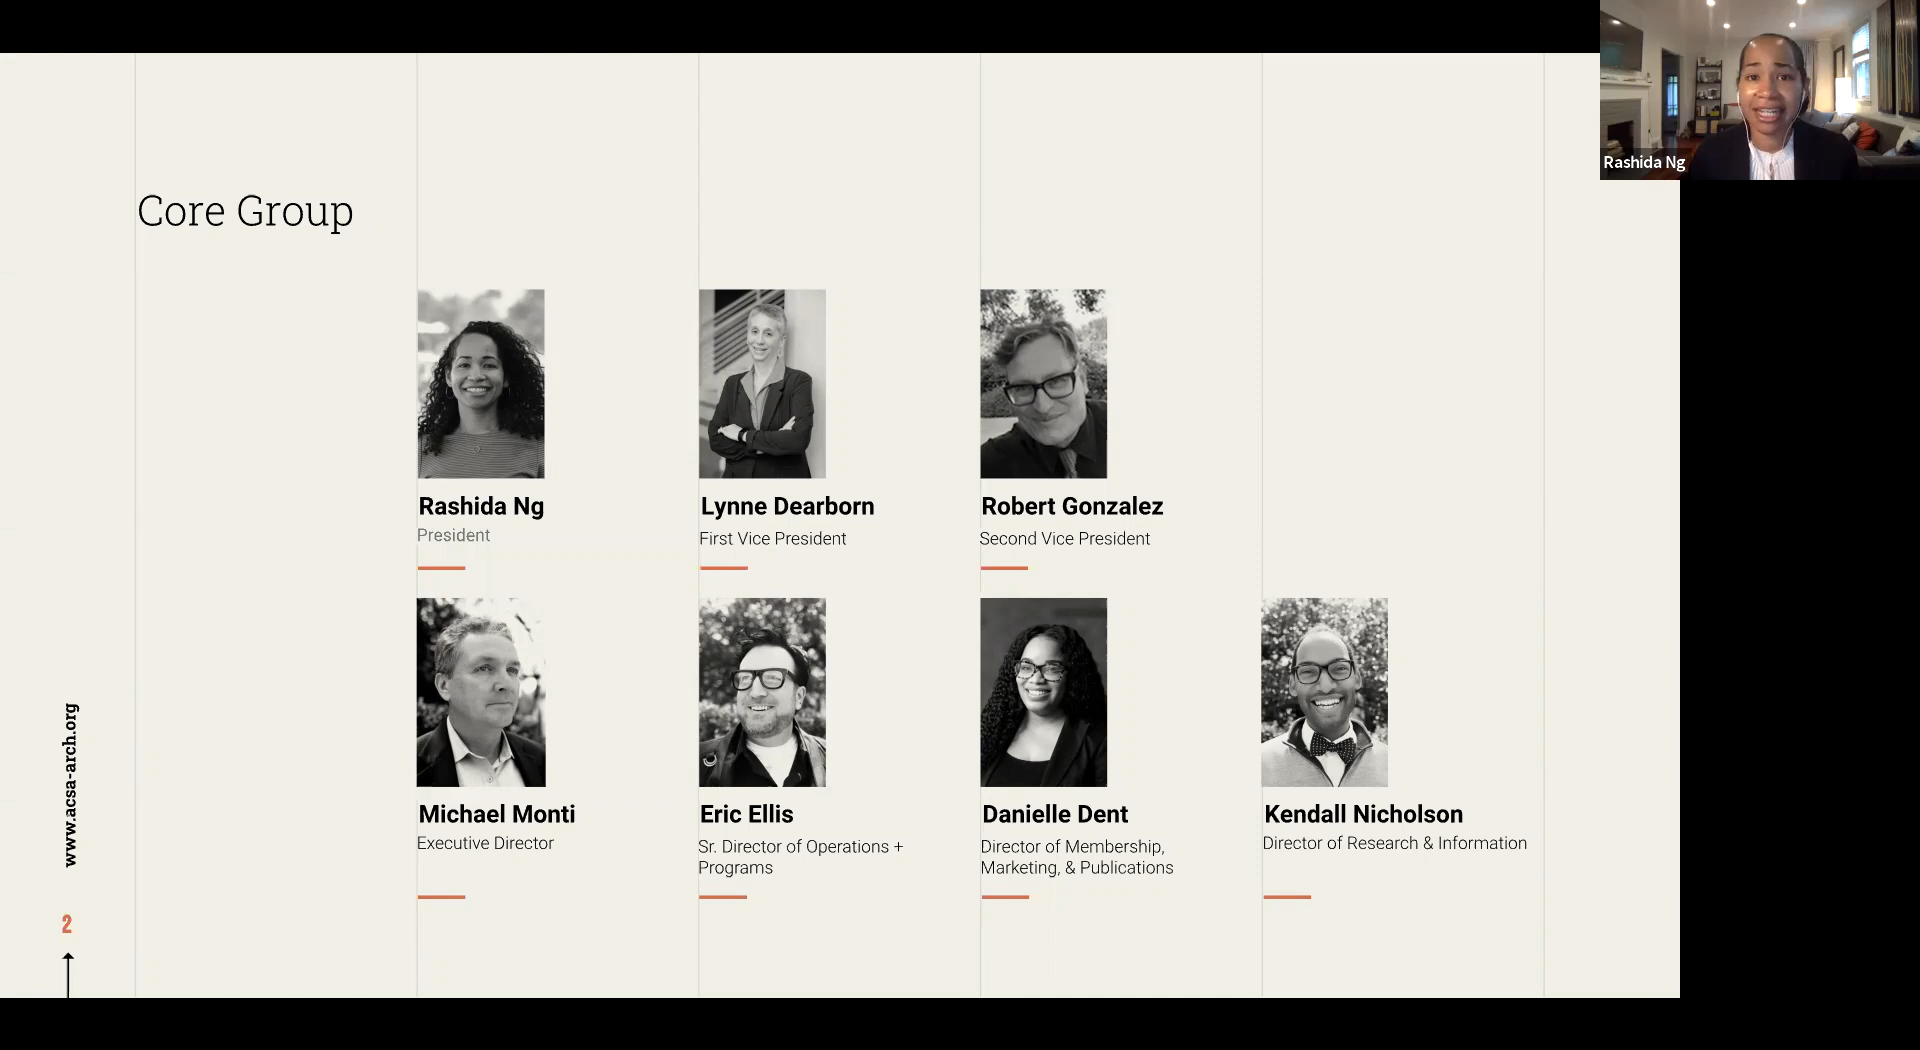 Rashida Ng
Core Group
Rashida Ng
President
Lynne Dearborn
First Vice President
Robert Gonzalez
Second Vice President
Michael Monti
Executive Director
Eric Ellis
Sr. Director of Operations +
Programs
Danielle Dent
Director of Membership,
Marketing, & Publications
Kendall Nicholson
Director of Research & Information
www.acsa-arch.org
2